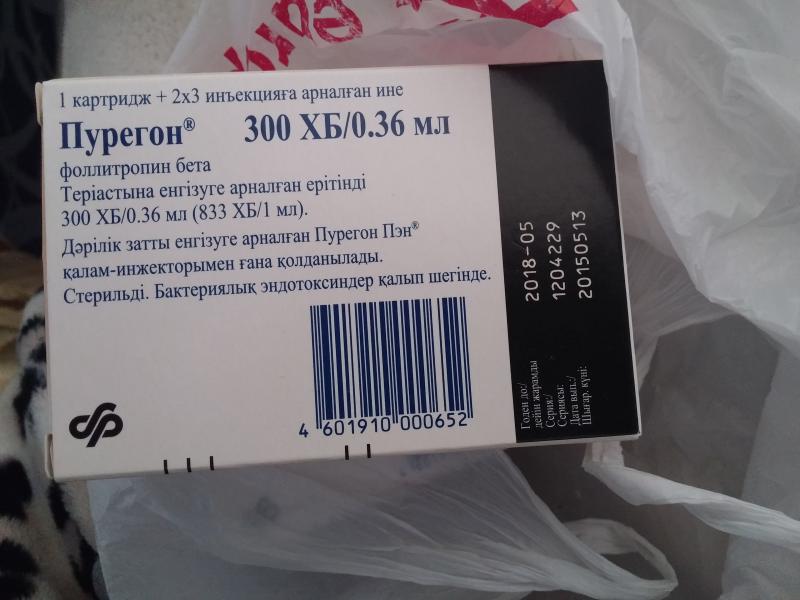 1 картридж + 2x3 инъекцияға арналған ине
Пурегон® 300 ХБ/0.36 мл
фоллитропин бета
Теріастына енгізуге арналған ерітінді
300 ХБ/0.36 мл (833 ХБ/1 мл).
Дәрілік затты енгізуге арналған Пурегон Пэн®
қалам-инжекторымен ғана қолданылады.
Стерильді. Бактериялық эндотоксиндер қалып шегінде.
4 601910 000652
Годен до:/
дейін жарамды
2018-05
Серия:/
Сериясы:
1204229
Дата вып.:/
Шығар. күні:
20150513